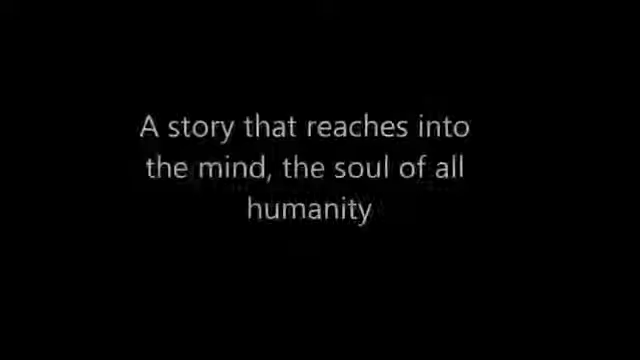 A story that reaches into
the mind, the soul of all
humanity